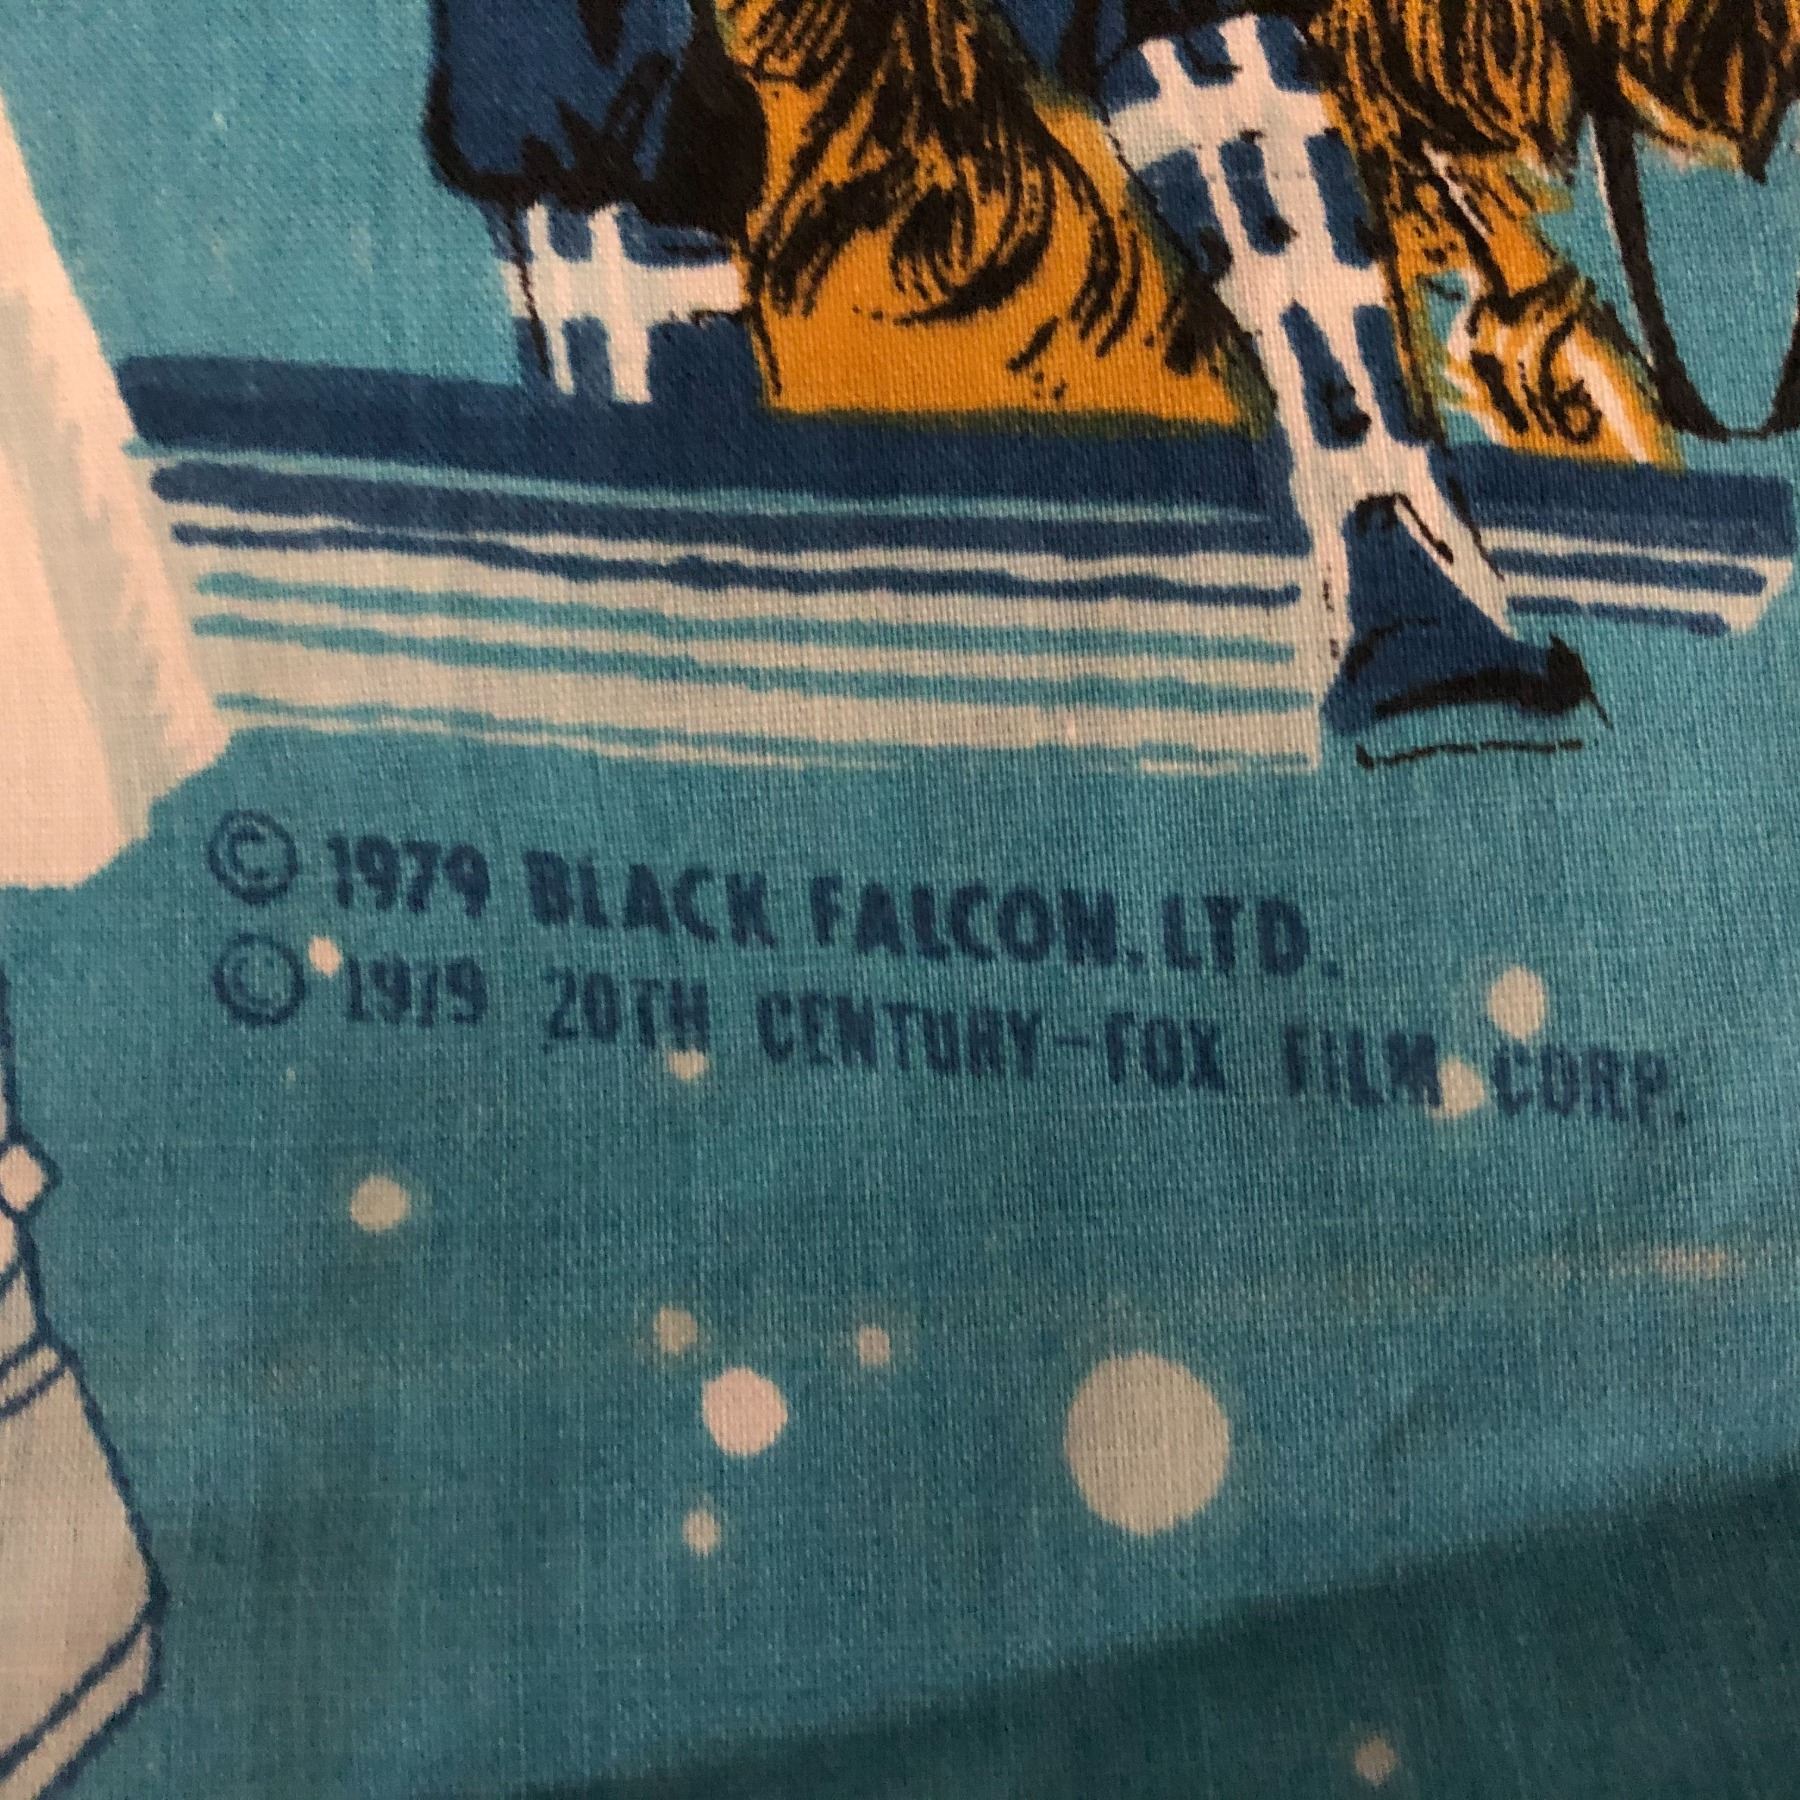 © 1979 BLACK FALCON, LTD.
© 1979 20TH CENTURY-FOX FILM CORP.